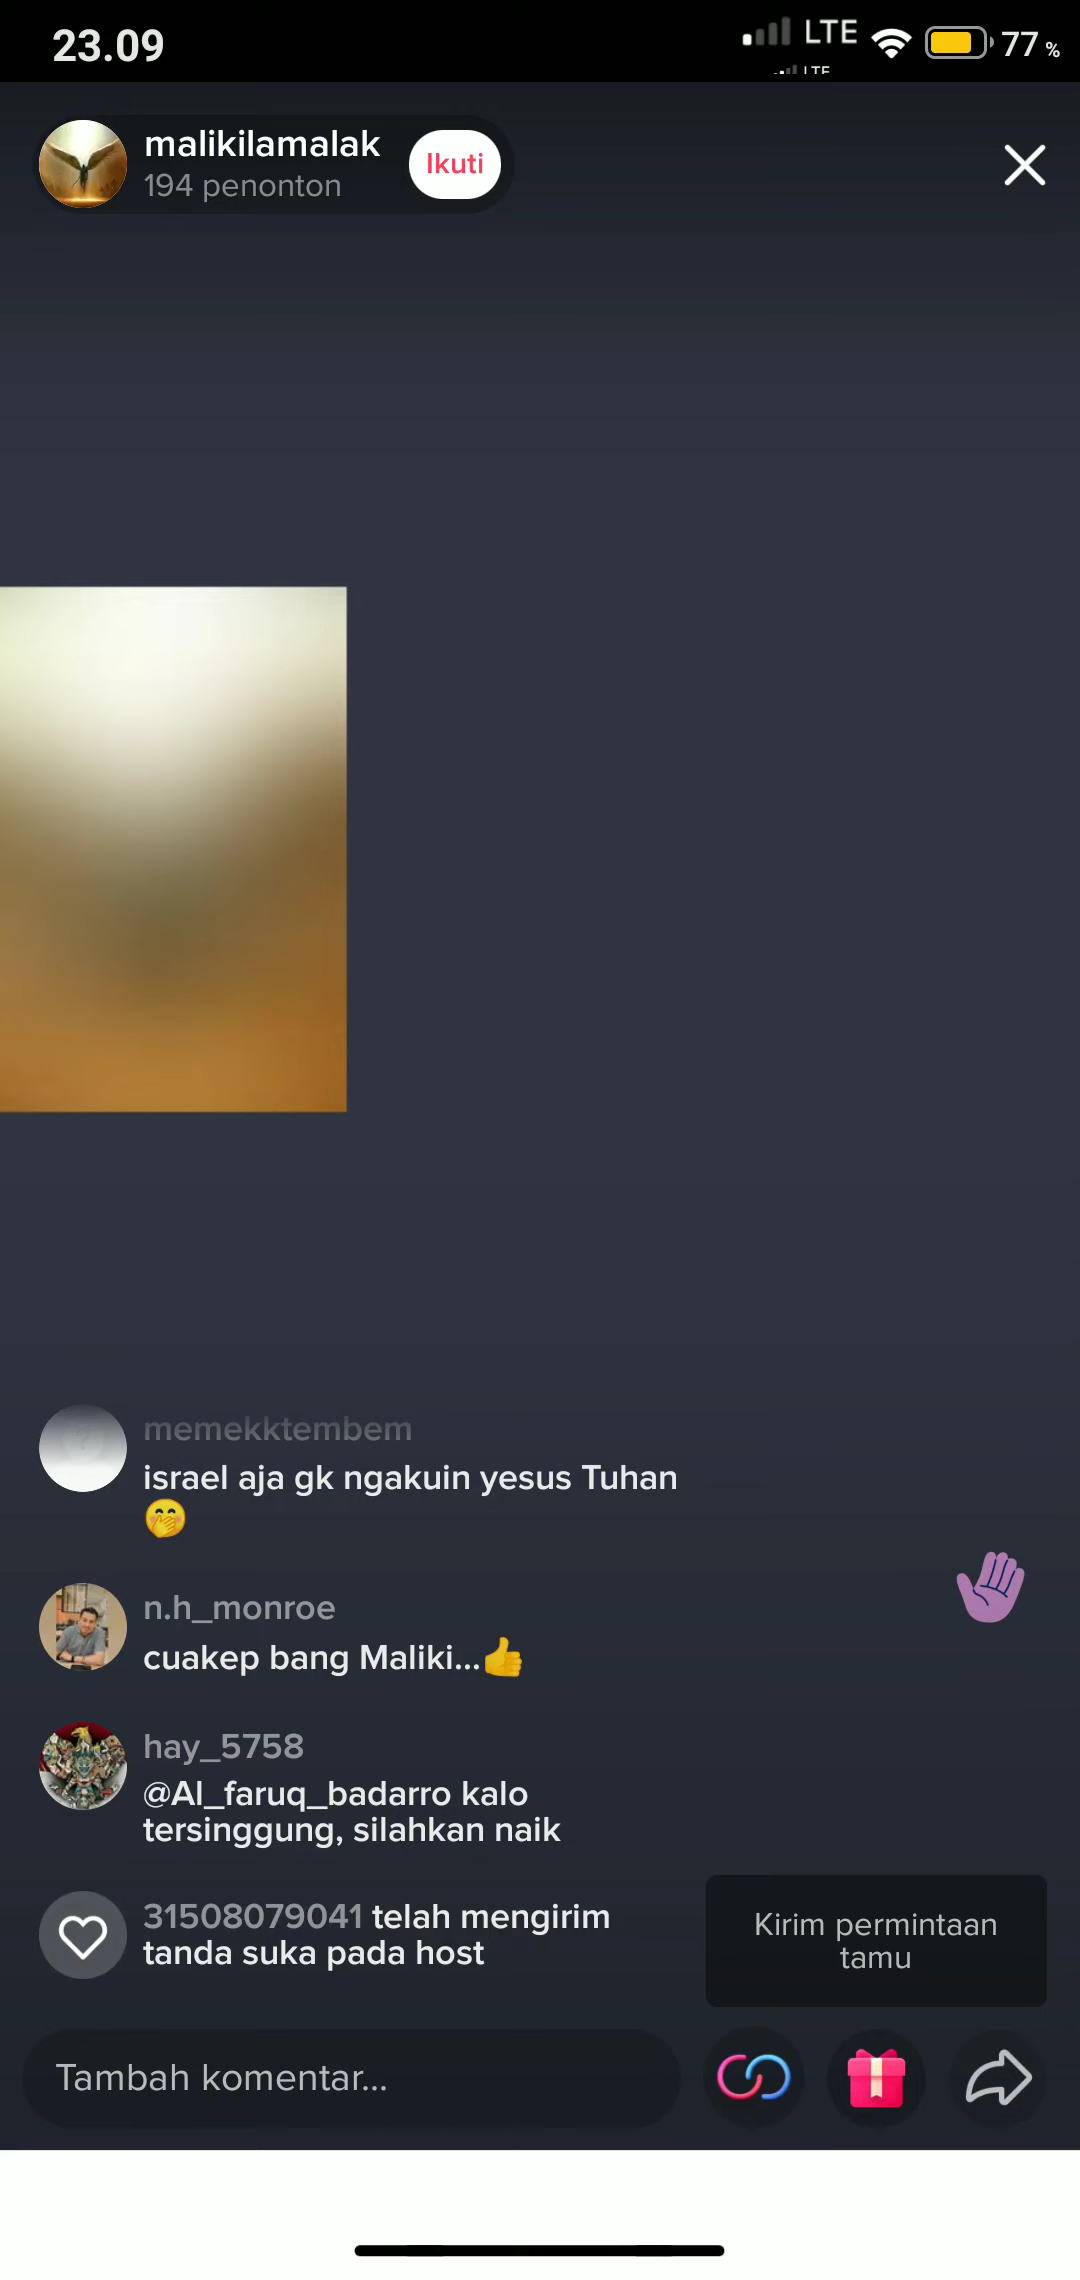 23.09
LTE
77 %
LTE
malikilamalak
194 penonton
Ikuti
memekktembem
israel aja gk ngakuin yesus Tuhan
🤭
n.h_monroe
cuakep bang Maliki...👍
hay_5758
@Al_faruq_badarro kalo
tersinggung, silahkan naik
31508079041 telah mengirim
tanda suka pada host
Kirim permintaan
tamu
Tambah komentar...